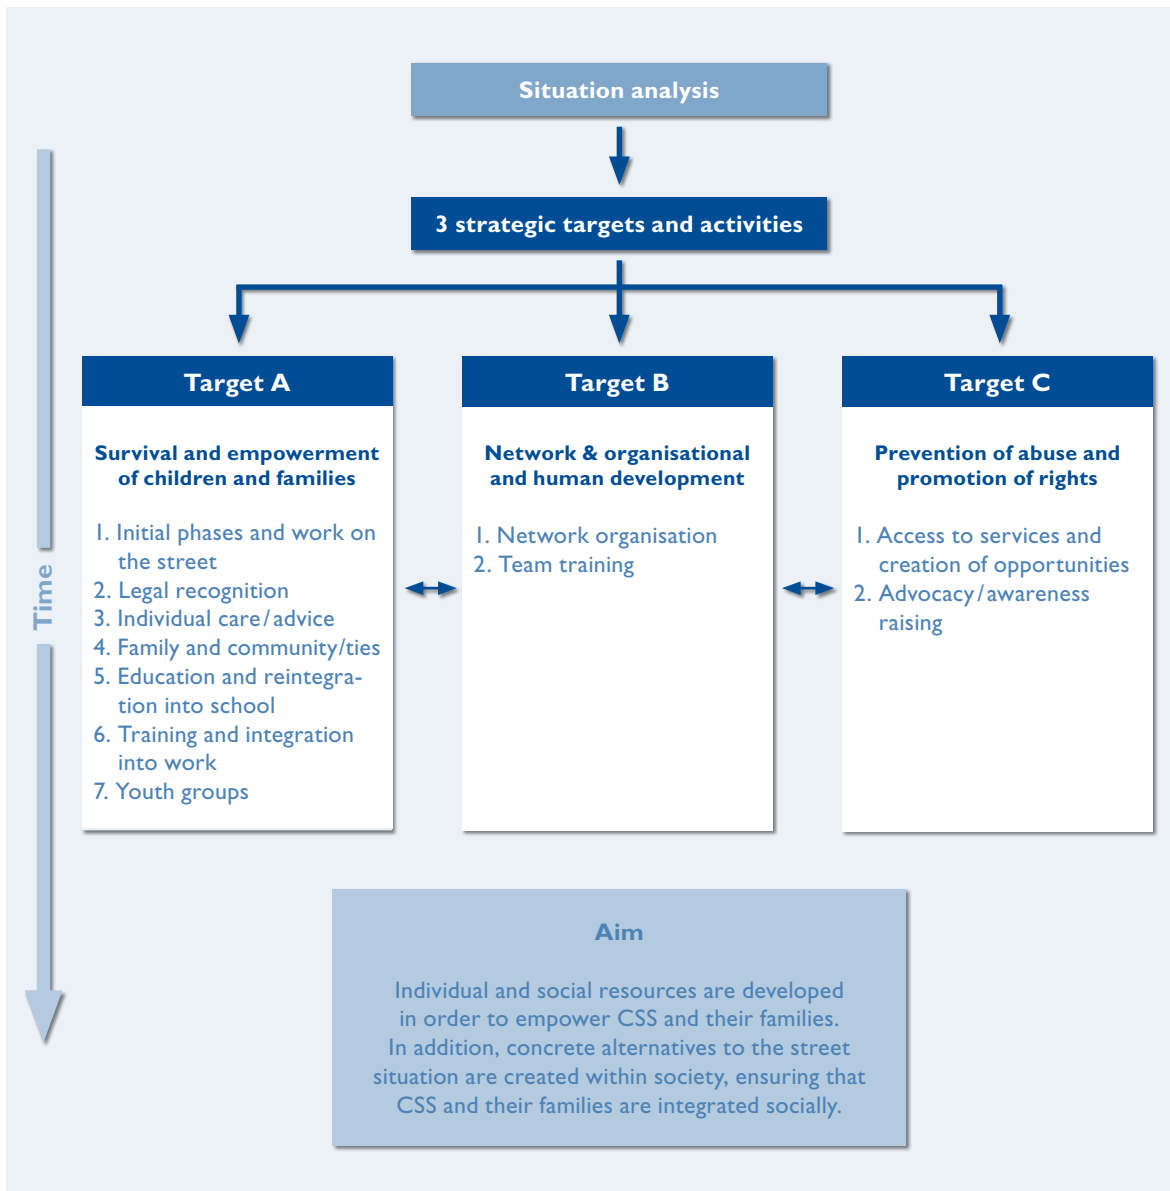 Situation analysis
3 strategic targets and activities
Time
Target A
Survival and empowerment
of children and families
1. Initial phases and work on
the street
2. Legal recognition
3. Individual care/advice
4. Family and community/ties
5. Education and reintegra-
tion into school
6. Training and integration
into work
7. Youth groups
Target B
Network & organisational
and human development
1. Network organisation
2. Team training
Target C
Prevention of abuse and
promotion of rights
1. Access to services and
creation of opportunities
2. Advocacy/awareness
raising
Aim
Individual and social resources are developed
in order to empower CSS and their families.
In addition, concrete alternatives to the street
situation are created within society, ensuring that
CSS and their families are integrated socially.